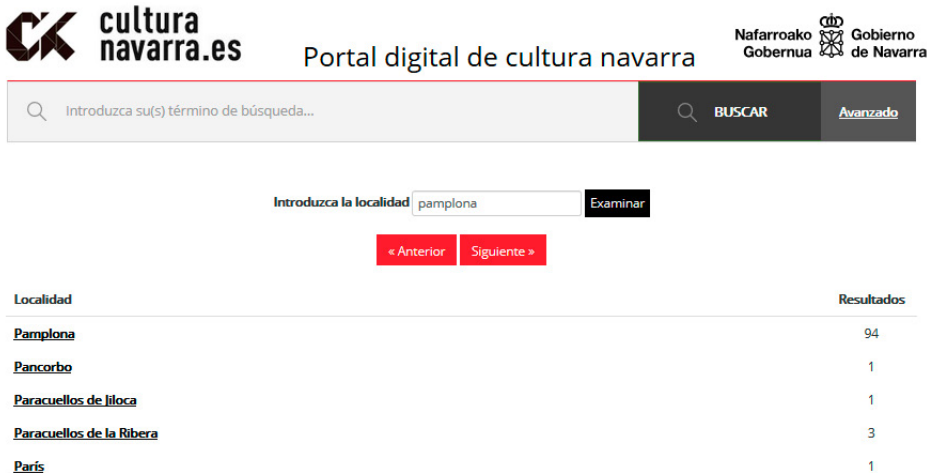 cultura
navarra.es
Portal digital de cultura navarra
Nafarroako Gobernua
Gobierno de Navarra
Introduzca su(s) término de búsqueda...
BUSCAR
Avanzado
Introduzca la localidad pamplona Examinar
« Anterior Siguiente »
Localidad Resultados
Pamplona 94
Pancorbo 1
Paracuellos de Jiloca 1
Paracuellos de la Ribera 3
París 1